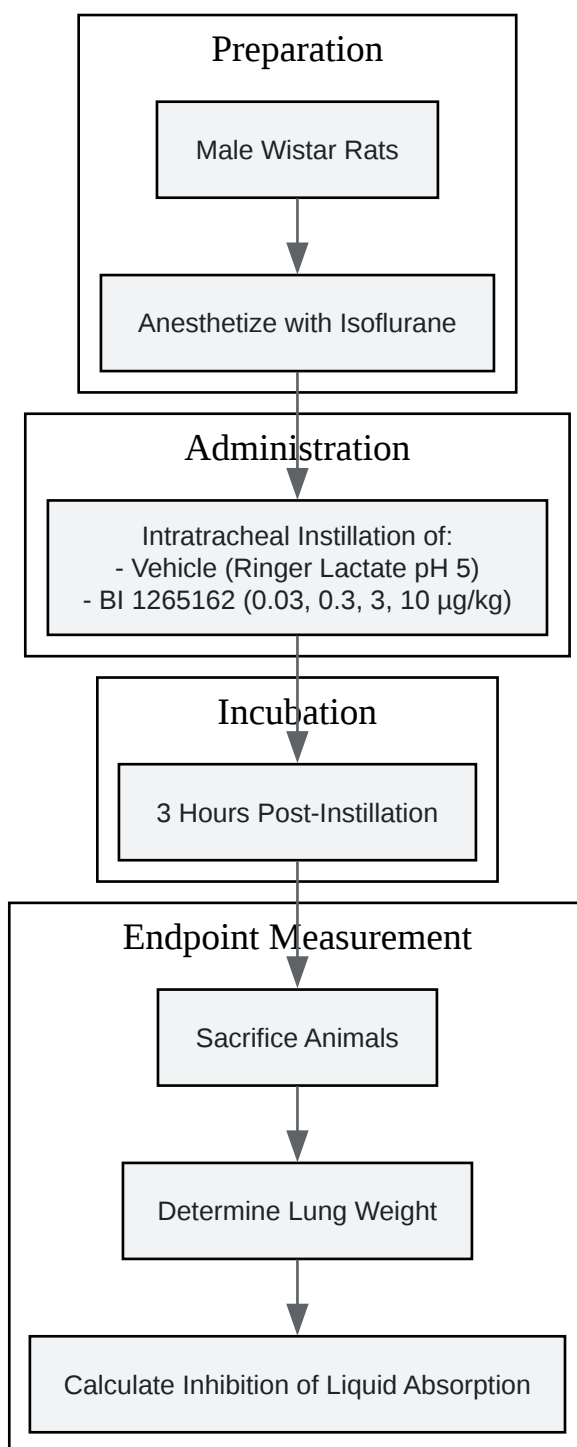 Preparation
Male Wistar Rats
Anesthetize with Isoflurane
Administration
Intratracheal Instillation of:
- Vehicle (Ringer Lactate pH 5)
- BI 1265162 (0.03, 0.3, 3, 10 µg/kg)
Incubation
3 Hours Post-Instillation
Endpoint Measurement
Sacrifice Animals
Determine Lung Weight
Calculate Inhibition of Liquid Absorption